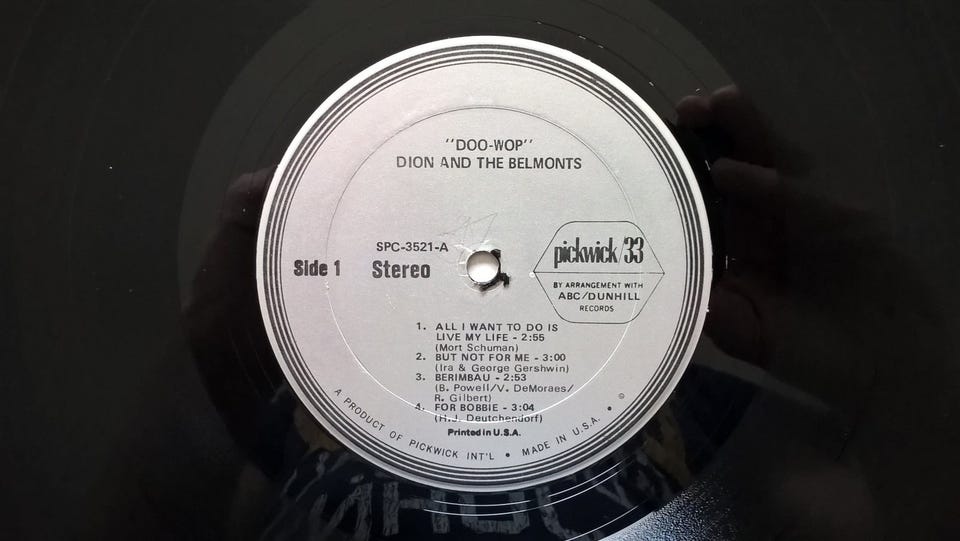 "DOO-WOP"
DION AND THE BELMONTS
SPC-3521-A
Side 1
Stereo
pickwick/33
BY ARRANGEMENT WITH
ABC/DUNHILL
RECORDS
1. ALL I WANT TO DO IS
LIVE MY LIFE - 2:55
(Mort Schuman)
2. BUT NOT FOR ME - 3:00
(Ira & George Gershwin)
3. BERIMBAU - 2:53
(B. Powell/V. DeMoraes/
R. Gilbert)
4. FOR BOBBIE - 3:04
(H.J. Deutchendorf)
Printed in U.S.A.
A PRODUCT OF PICKWICK INT'L • MADE IN U.S.A. • ℗